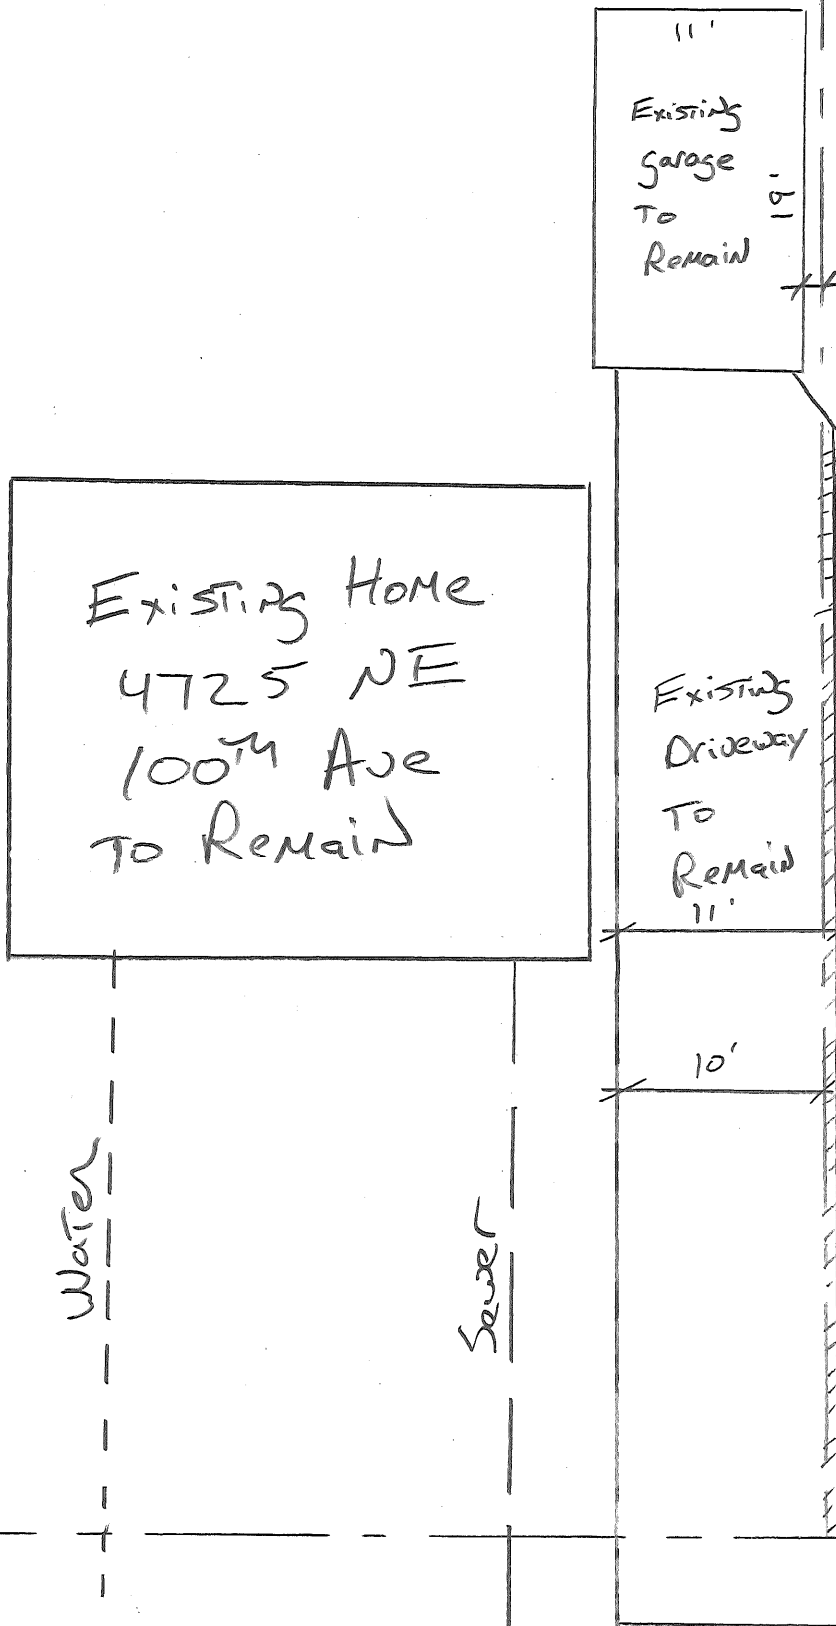 11'
Existing
garage
To
Remain
19'
Existing Home
4725 NE
100TH Ave
To Remain
Existing
Driveway
To
Remain
11'
10'
Water
Sewer